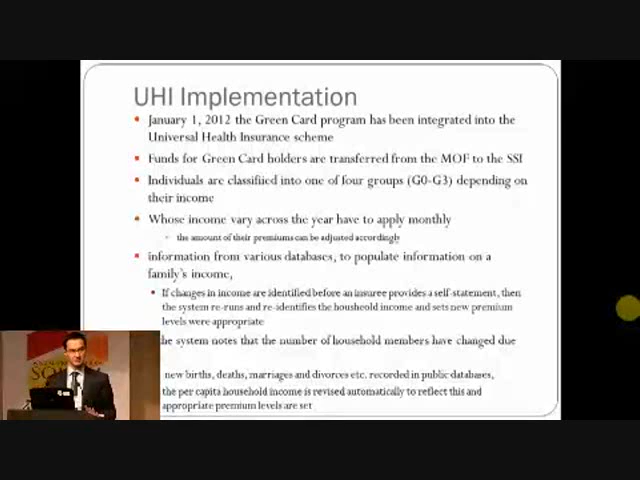 UHI Implementation
January 1, 2012 the Green Card program has been integrated into the
Universal Health Insurance scheme
Funds for Green Card holders are transferred from the MOF to the SSI
Individuals are classifiied into one of four groups (G0-G3) depending on
their income
Whose income vary across the year have to apply monthly
the amount of their premiums can be adjusted accordingly
information from various databases, to populate information on a
family's income,
If changes in income are identified before an insuree provides a self-statement, then
the system re-runs and re-identifies the househeold income and sets new premium
levels were appropriate
he system notes that the number of household members have changed due
new births, deaths, marriages and divorces etc. recorded in public databases,
the per capita household income is revised automatically to reflect this and
appropriate premium levels are set